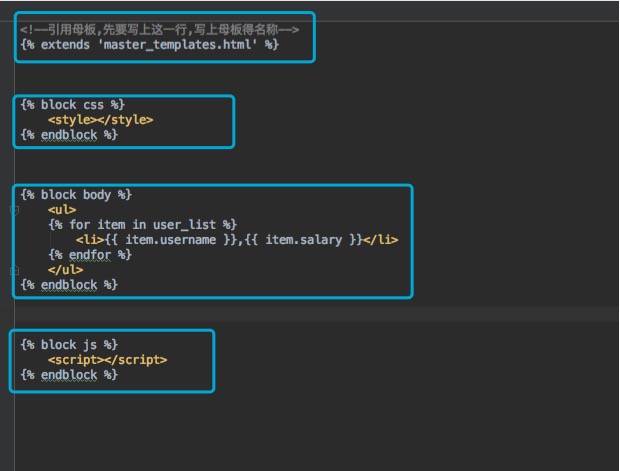 <!--引用母板,先要写上这一行,写上母板得名称-->
{% extends 'master_templates.html' %}
{% block css %}
<style></style>
{% endblock %}
{% block body %}
<ul>
{% for item in user_list %}
<li>{{ item.username }},{{ item.salary }}</li>
{% endfor %}
</ul>
{% endblock %}
{% block js %}
<script></script>
{% endblock %}